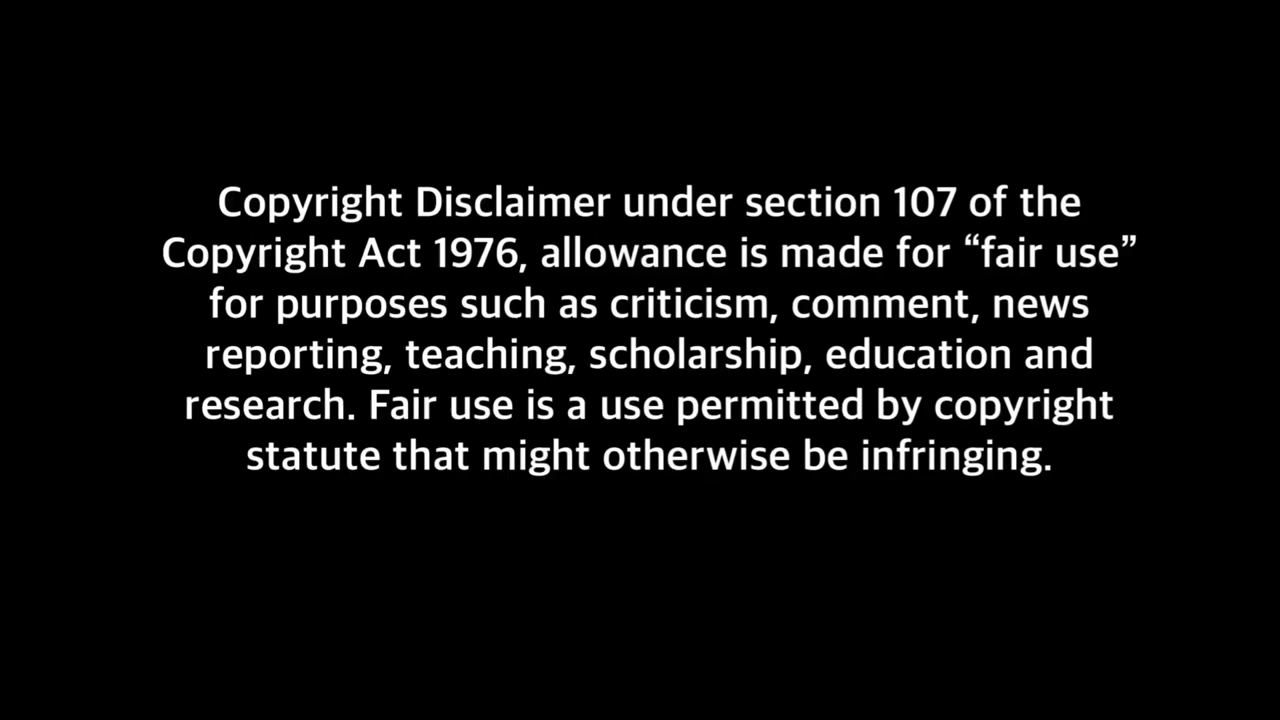 Copyright Disclaimer under section 107 of the
Copyright Act 1976, allowance is made for “fair use”
for purposes such as criticism, comment, news
reporting, teaching, scholarship, education and
research. Fair use is a use permitted by copyright
statute that might otherwise be infringing.